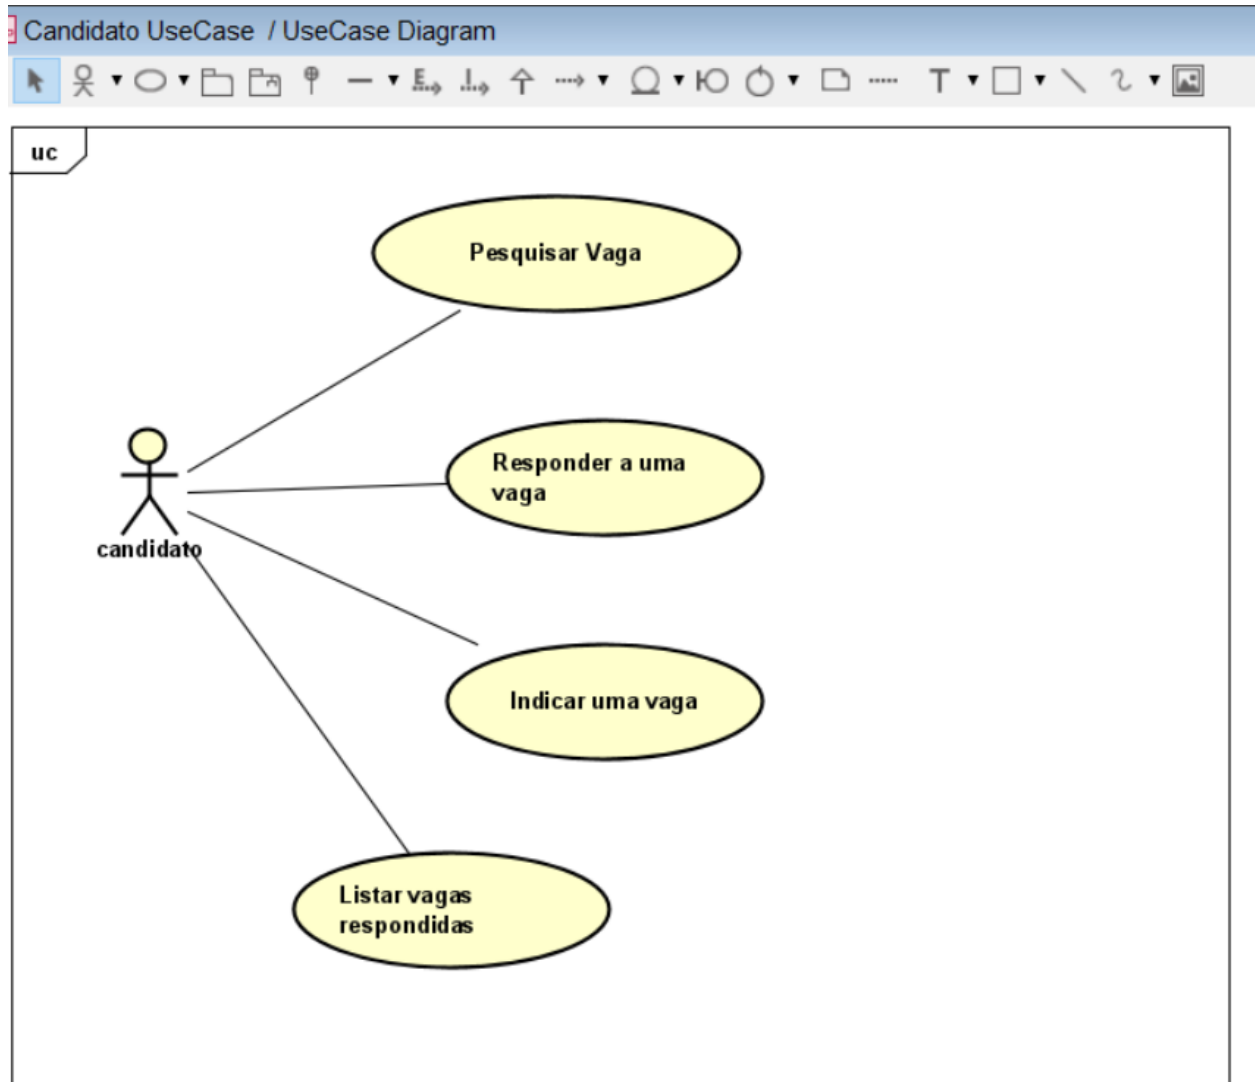 Candidato UseCase / UseCase Diagram
E
I
T
uc
Pesquisar Vaga
Responder a uma
vaga
candidato
Indicar uma vaga
Listar vagas
respondidas